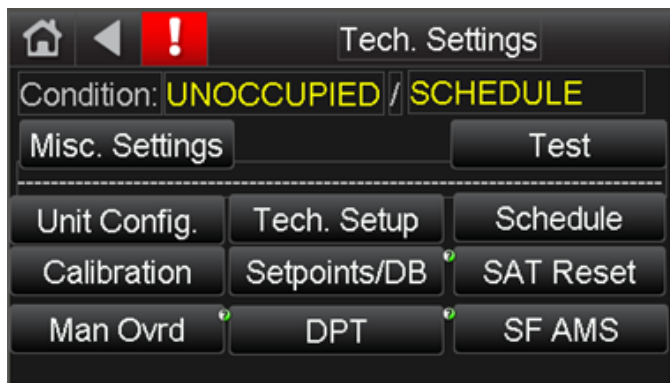 ! Tech. Settings
Condition: UNOCCUPIED / SCHEDULE
Misc. Settings Test
Unit Config. Tech. Setup Schedule
Calibration Setpoints/DB SAT Reset
Man Ovrd DPT SF AMS